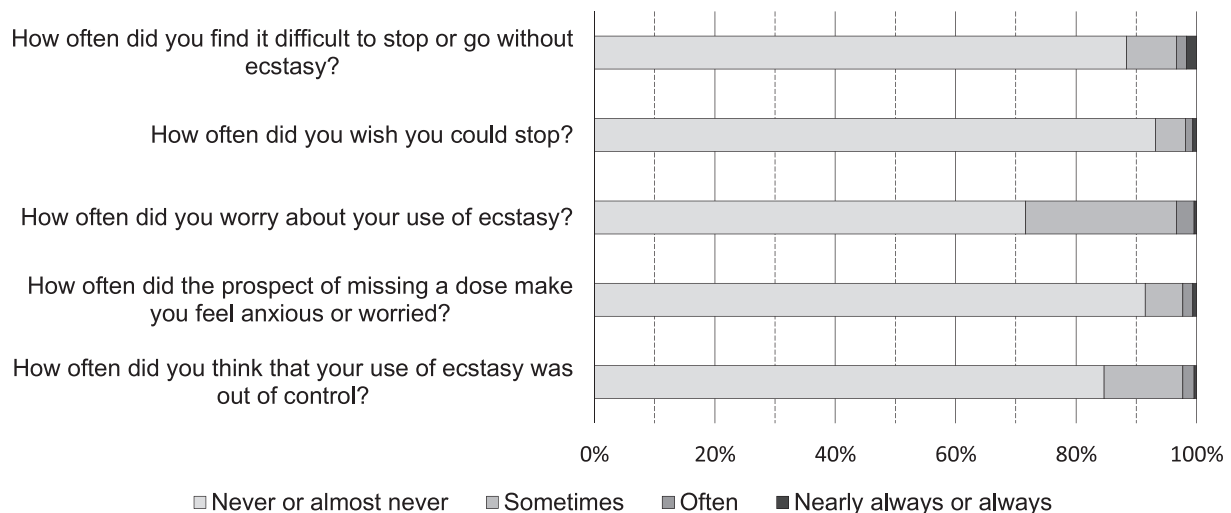 How often did you find it difficult to stop or go without
ecstasy?
How often did you wish you could stop?
How often did you worry about your use of ecstasy?
How often did the prospect of missing a dose make
you feel anxious or worried?
How often did you think that your use of ecstasy was
out of control?
0% 20% 40% 60% 80% 100%
Never or almost never Sometimes Often Nearly always or always